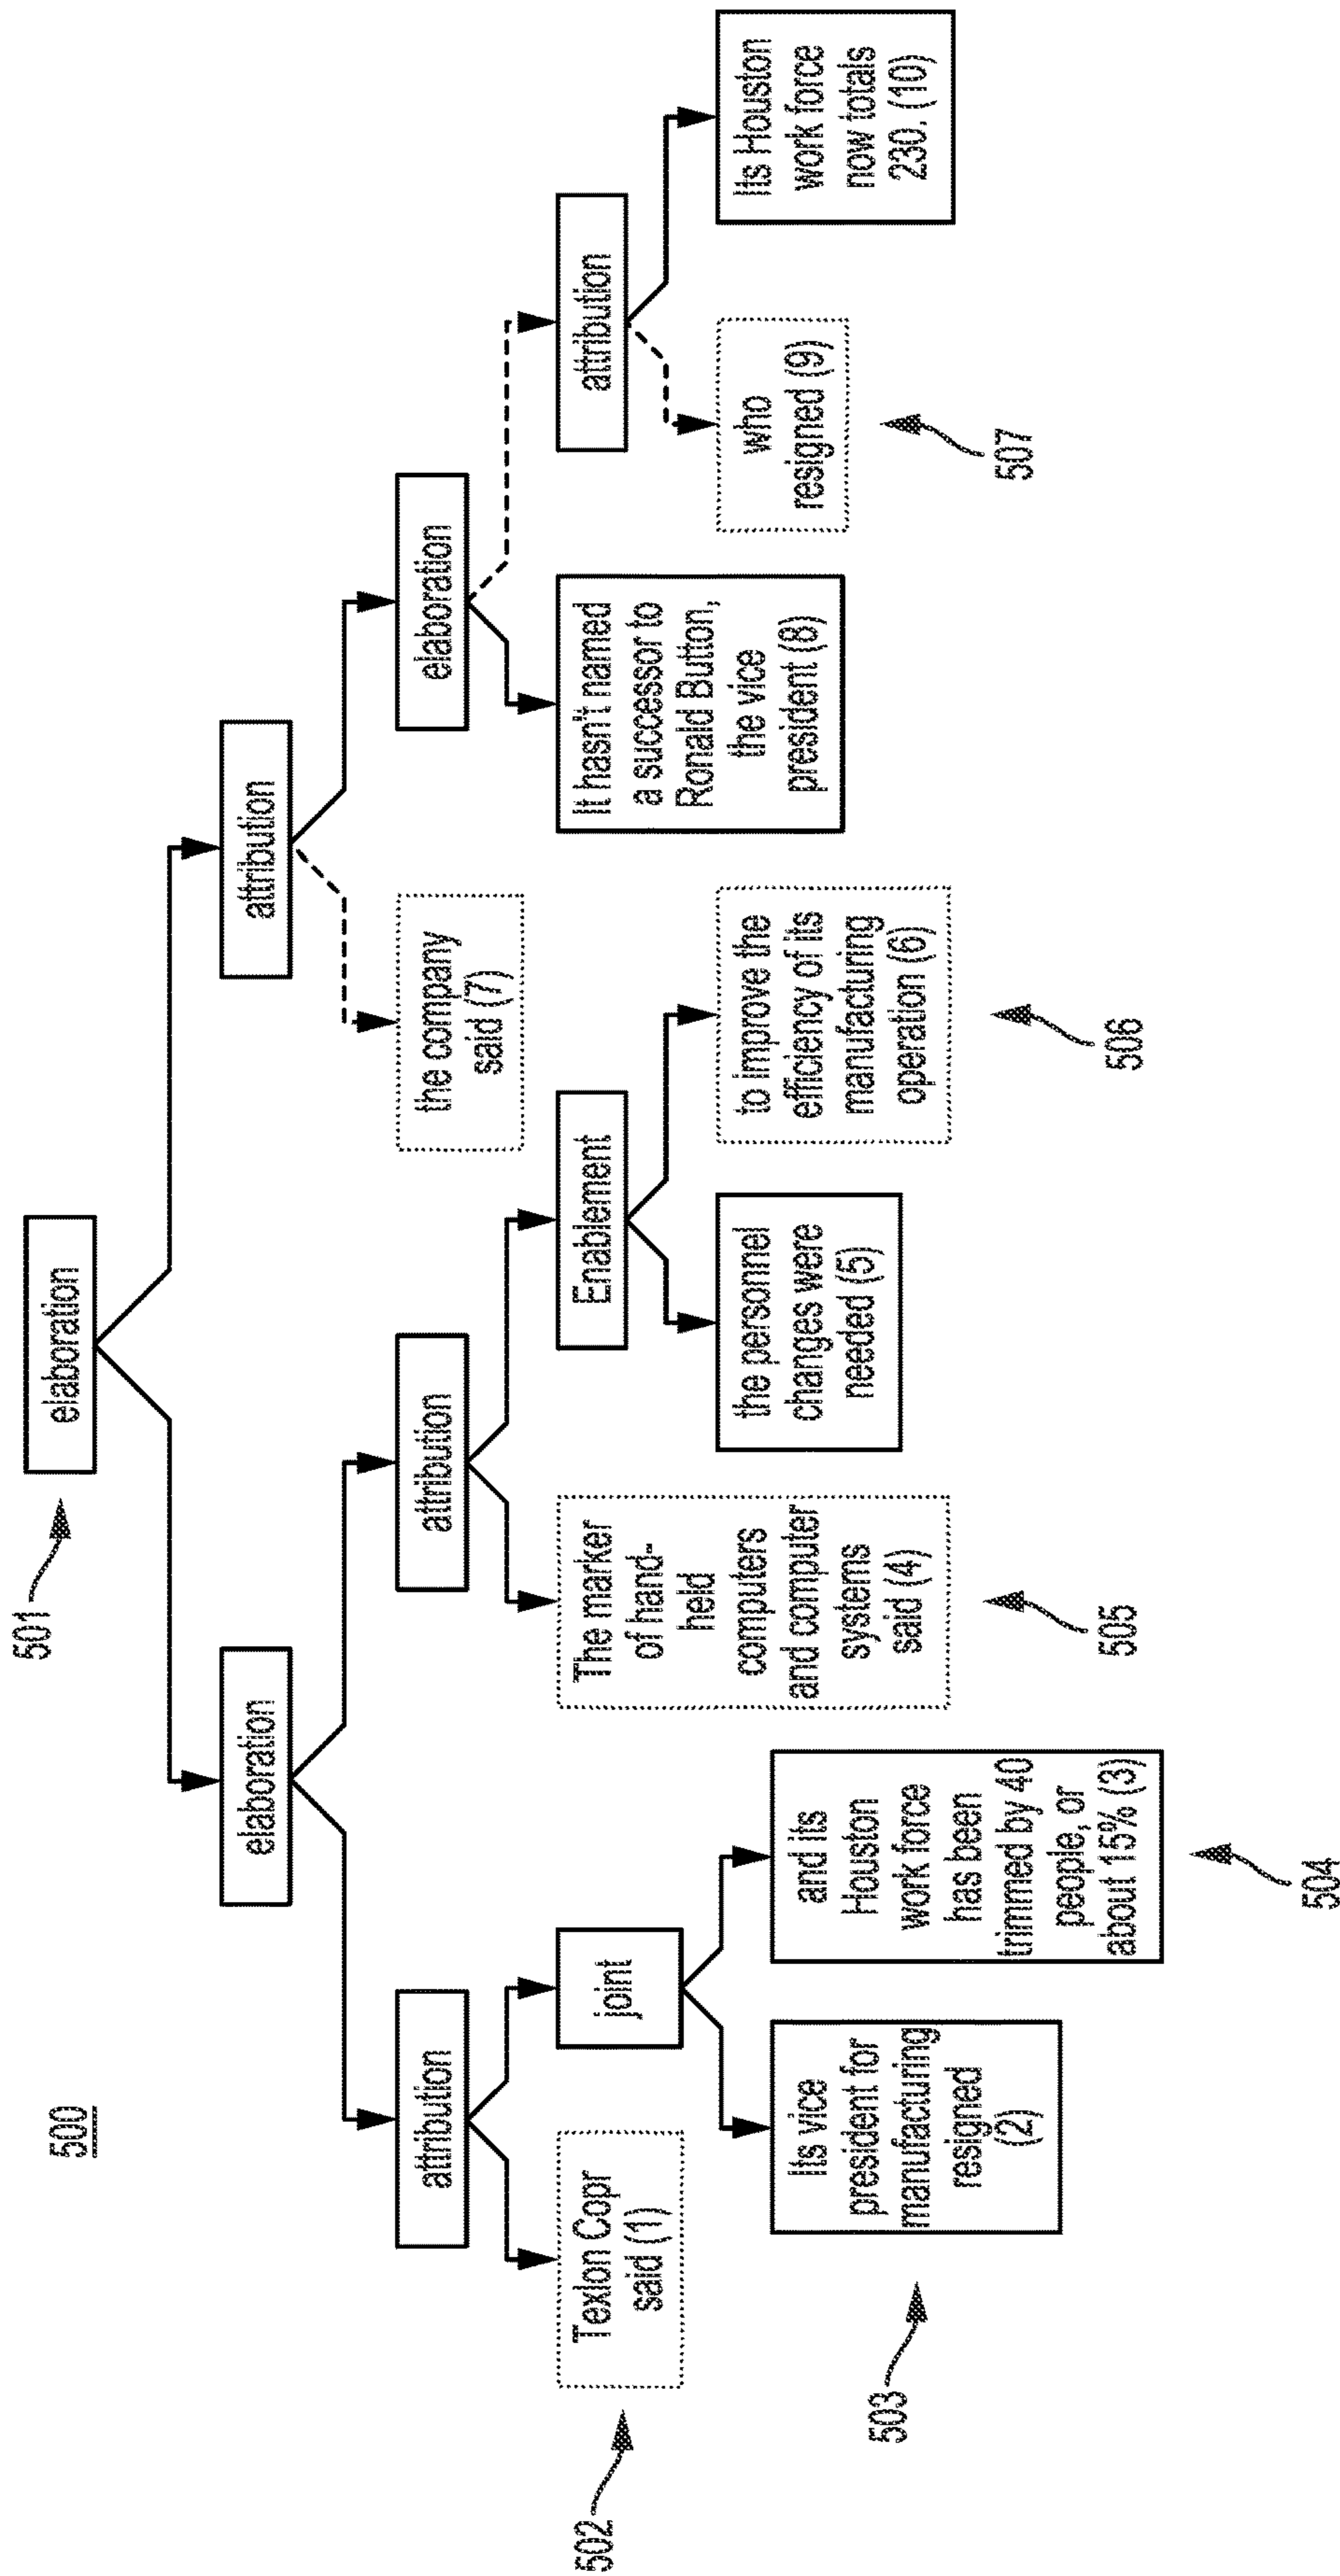 500
501
elaboration
elaboration
attribution
attribution
attribution
elaboration
Texlon Copr
said (1)
joint
The marker
of hand-
held
computers
and computer
systems
said (4)
Enablement
the company
said (7)
It hasn't named
a successor to
Ronald Button,
the vice
president (8)
attribution
Its vice
president for
manufacturing
resigned
(2)
and its
Houston
work force
has been
trimmed by 40
people, or
about 15% (3)
the personnel
changes were
needed (5)
to improve the
efficiency of its
manufacturing
operation (6)
who
resigned (9)
Its Houston
work force
now totals
230, (10)
502
503
504
505
506
507